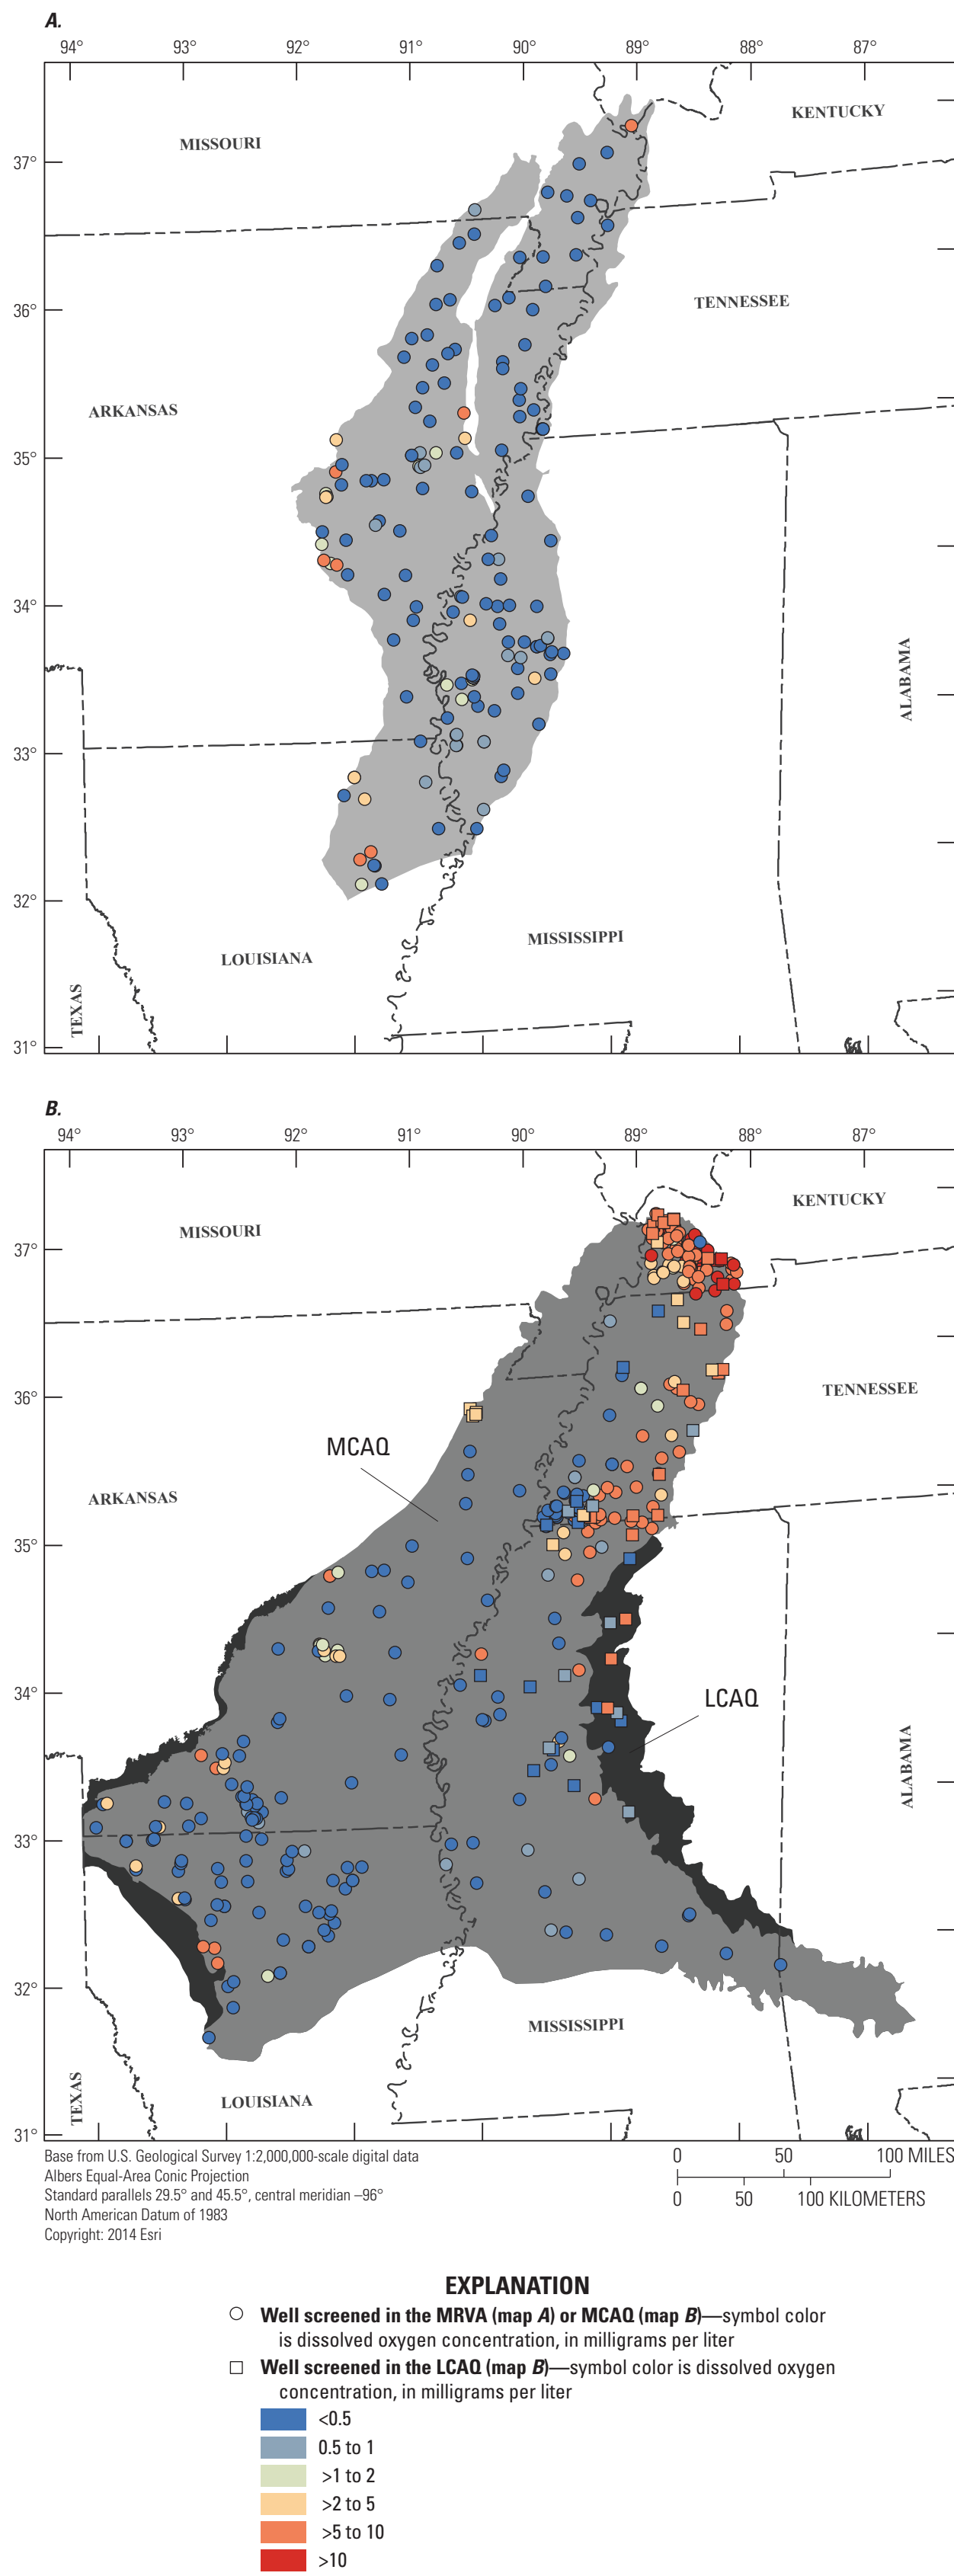 A.
94° 93° 92° 91° 90° 89° 88° 87°
KENTUCKY
MISSOURI
37°
36°
TENNESSEE
ARKANSAS
35°
34°
ALABAMA
33°
32°
MISSISSIPPI
LOUISIANA
TEXAS
31°
B.
94° 93° 92° 91° 90° 89° 88° 87°
KENTUCKY
MISSOURI
37°
36°
TENNESSEE
MCAQ
ARKANSAS
35°
34°
LCAQ
ALABAMA
33°
32°
MISSISSIPPI
TEXAS
LOUISIANA
31°
Base from U.S. Geological Survey 1:2,000,000-scale digital data
Albers Equal-Area Conic Projection
Standard parallels 29.5° and 45.5°, central meridian –96°
North American Datum of 1983
Copyright: 2014 Esri
0 50 100 MILES
0 50 100 KILOMETERS
EXPLANATION
Well screened in the MRVA (map A) or MCAQ (map B)—symbol color
is dissolved oxygen concentration, in milligrams per liter
Well screened in the LCAQ (map B)—symbol color is dissolved oxygen
concentration, in milligrams per liter
<0.5
0.5 to 1
>1 to 2
>2 to 5
>5 to 10
>10